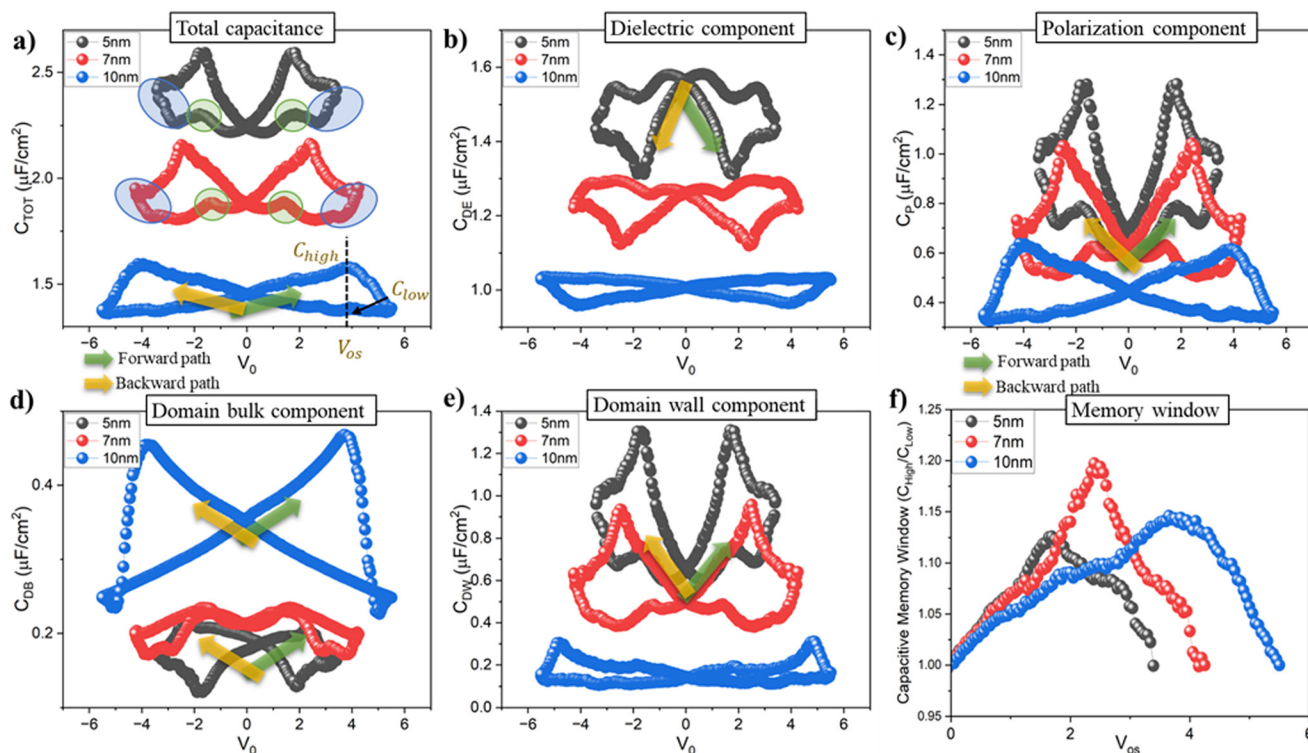 a)
Total capacitance
5nm
7nm
10nm
2.5
2.0
1.5
C_TOT (μF/cm²)
C_high
C_low
V_os
−6 −4 −2 0 2 4 6
V_0
Forward path
Backward path
b)
Dielectric component
5nm
7nm
10nm
1.6
1.4
1.2
1.0
C_DE (μF/cm²)
−6 −4 −2 0 2 4 6
V_0
c)
Polarization component
5nm
7nm
10nm
1.4
1.2
1.0
0.8
0.6
0.4
C_P (μF/cm²)
−6 −4 −2 0 2 4 6
V_0
Forward path
Backward path
d)
Domain bulk component
5nm
7nm
10nm
0.4
0.2
C_DB (μF/cm²)
−6 −4 −2 0 2 4 6
V_0
e)
Domain wall component
5nm
7nm
10nm
1.4
1.2
1.0
0.8
0.6
0.4
0.2
0.0
C_DW (μF/cm²)
−6 −4 −2 0 2 4 6
V_0
f)
Memory window
5nm
7nm
10nm
1.25
1.20
1.15
1.10
1.05
1.00
0.95
Capacitive Memory Window (C_High/C_Low)
0 2 4 6
V_os